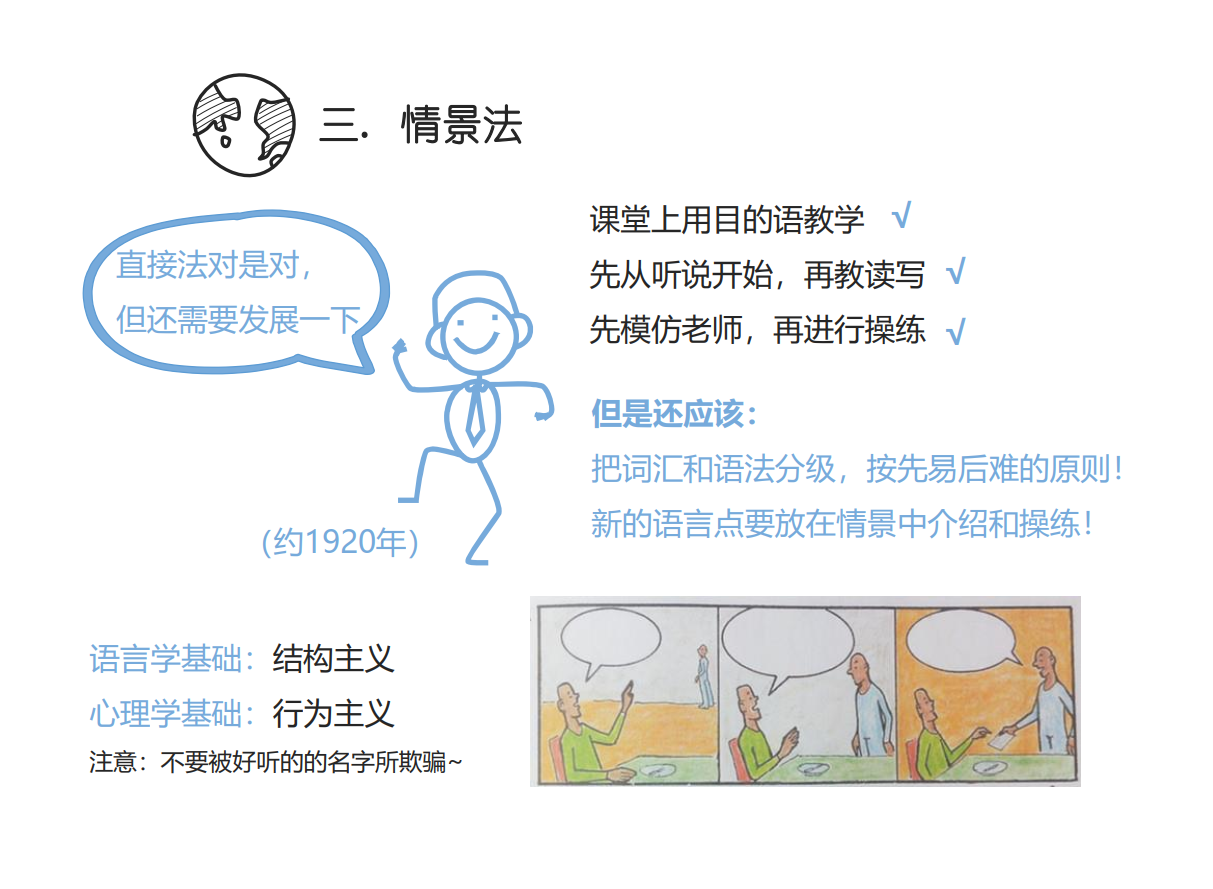 三. 情景法
直接法对是对，
但还需要发展一下
（约1920年）
课堂上用目的语教学 √
先从听说开始，再教读写 √
先模仿老师，再进行操练 √
但是还应该：
把词汇和语法分级，按先易后难的原则！
新的语言点要放在情景中介绍和操练！
语言学基础：结构主义
心理学基础：行为主义
注意：不要被好听的的名字所欺骗~